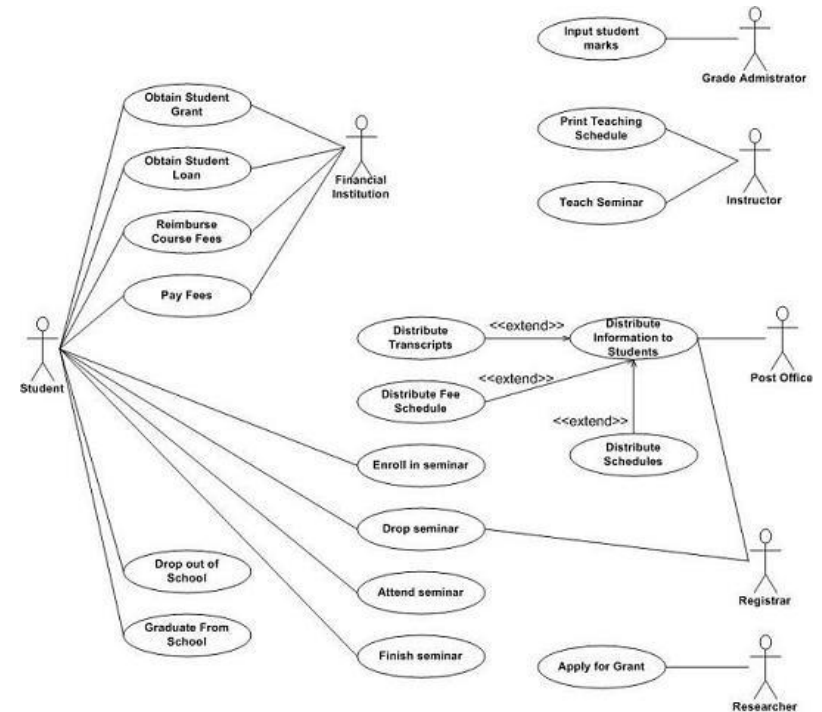 Input student
marks
Grade Admistrator
Obtain Student
Grant
Print Teaching
Schedule
Obtain Student
Loan
Financial
Institution
Teach Seminar
Instructor
Reimburse
Course Fees
Pay Fees
Student
Distribute
Transcripts
<<extend>>
Distribute
Information to
Students
Post Office
<<extend>>
Distribute Fee
Schedule
<<extend>>
Distribute
Schedules
Enroll in seminar
Drop seminar
Drop out of
School
Attend seminar
Registrar
Graduate From
School
Finish seminar
Apply for Grant
Researcher